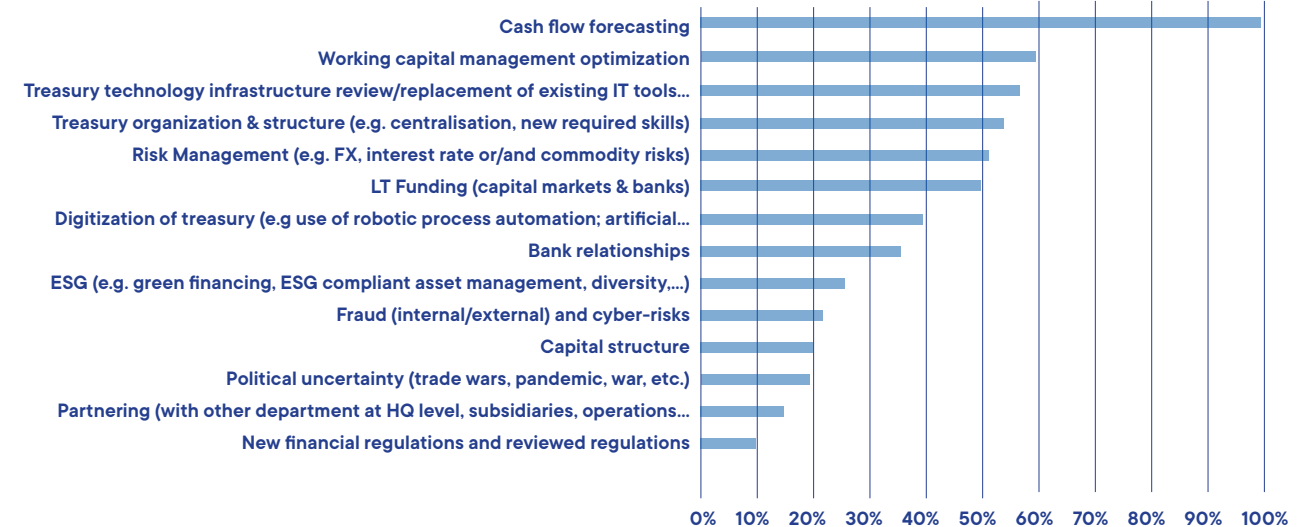 Cash flow forecasting
Working capital management optimization
Treasury technology infrastructure review/replacement of existing IT tools...
Treasury organization & structure (e.g. centralisation, new required skills)
Risk Management (e.g. FX, interest rate or/and commodity risks)
LT Funding (capital markets & banks)
Digitization of treasury (e.g use of robotic process automation; artificial...
Bank relationships
ESG (e.g. green financing, ESG compliant asset management, diversity,...)
Fraud (internal/external) and cyber-risks
Capital structure
Political uncertainty (trade wars, pandemic, war, etc.)
Partnering (with other department at HQ level, subsidiaries, operations...
New financial regulations and reviewed regulations
0% 10% 20% 30% 40% 50% 60% 70% 80% 90% 100%